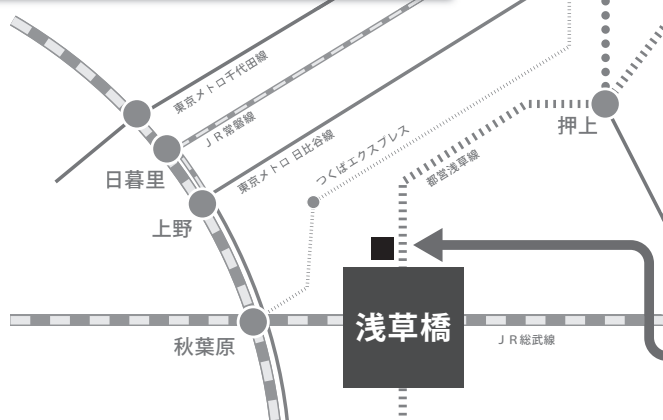 東京メトロ千代田線
JR常磐線
東京メトロ 日比谷線
つくばエクスプレス
都営浅草線
押上
日暮里
上野
浅草橋
秋葉原
JR総武線